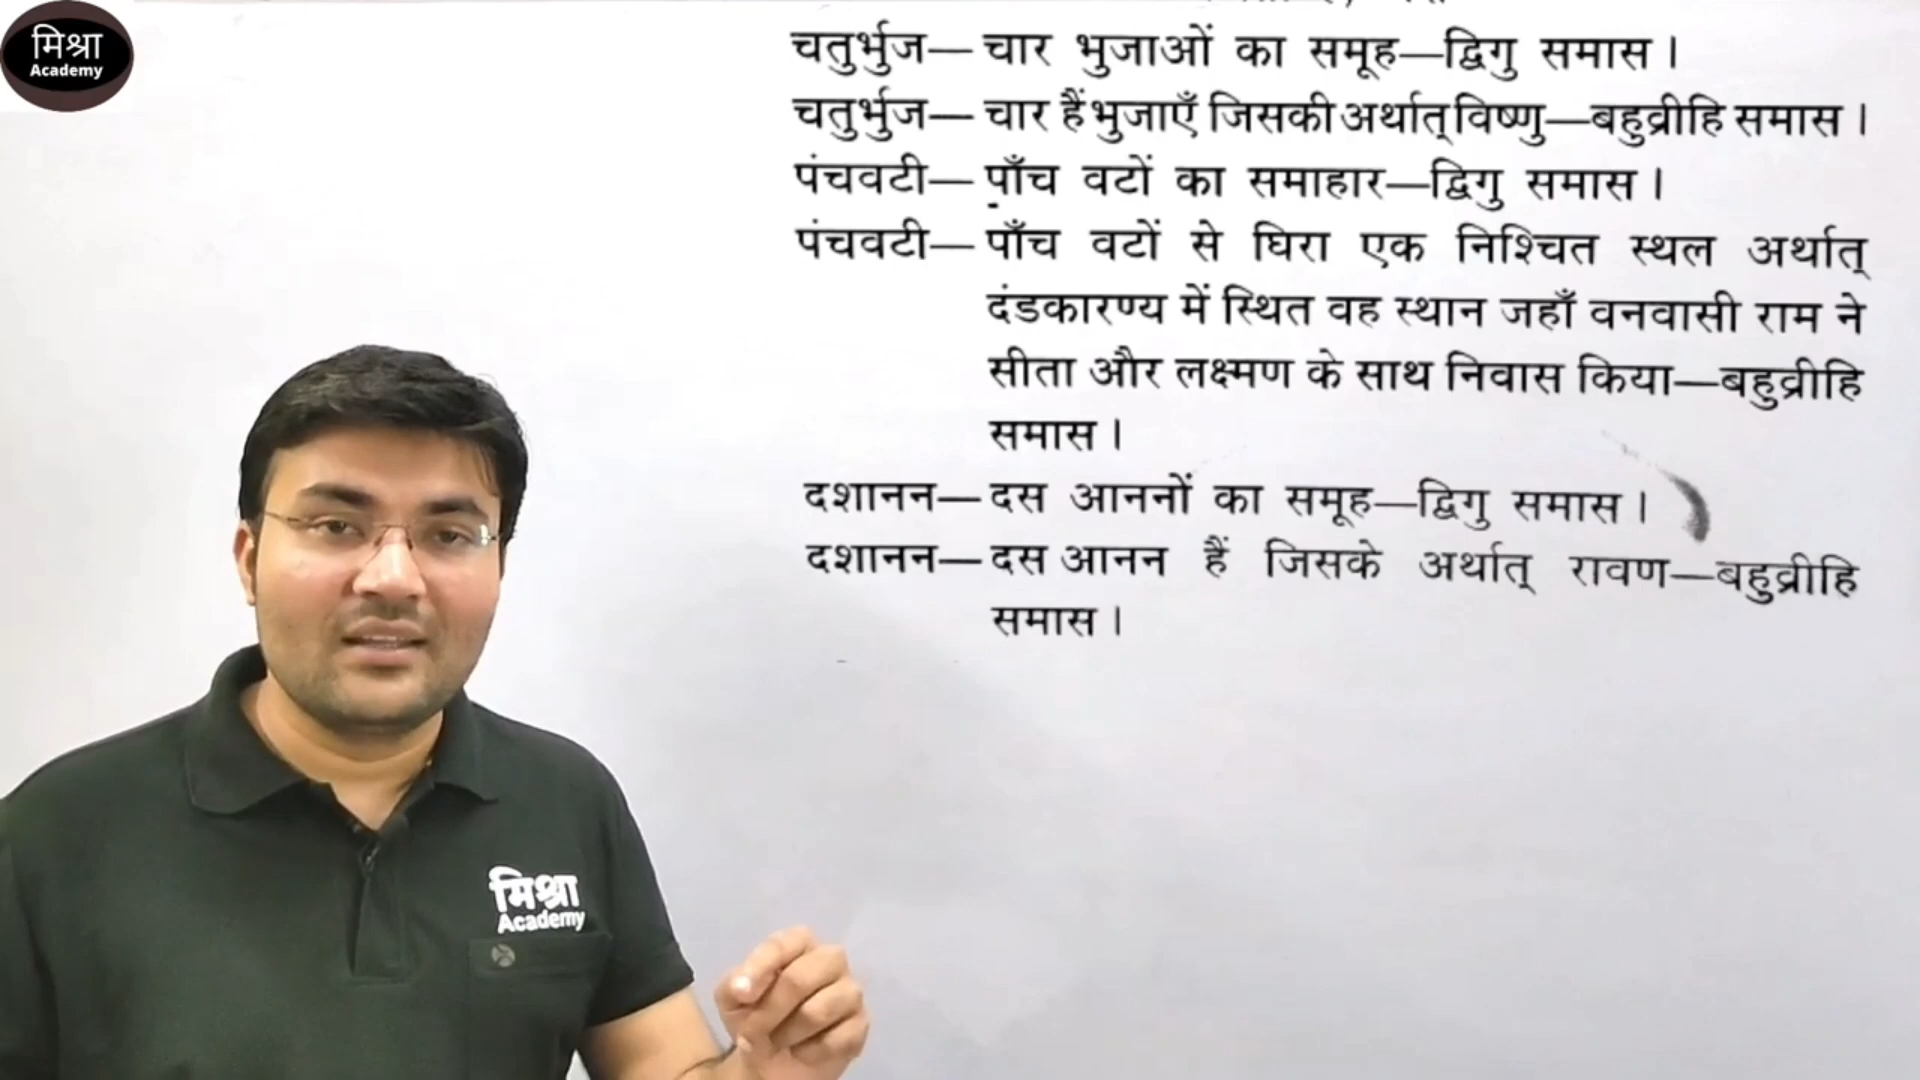 मिश्रा
Academy
चतुर्भुज— चार भुजाओं का समूह—द्विगु समास।
चतुर्भुज— चार हैं भुजाएँ जिसकी अर्थात् विष्णु—बहुव्रीहि समास।
पंचवटी— पाँच वटों का समाहार—द्विगु समास।
पंचवटी— पाँच वटों से घिरा एक निश्चित स्थल अर्थात्
दंडकारण्य में स्थित वह स्थान जहाँ वनवासी राम ने
सीता और लक्ष्मण के साथ निवास किया—बहुव्रीहि
समास।
दशानन— दस आननों का समूह—द्विगु समास।
दशानन— दस आनन हैं जिसके अर्थात् रावण—बहुव्रीहि
समास।
मिश्रा
Academy